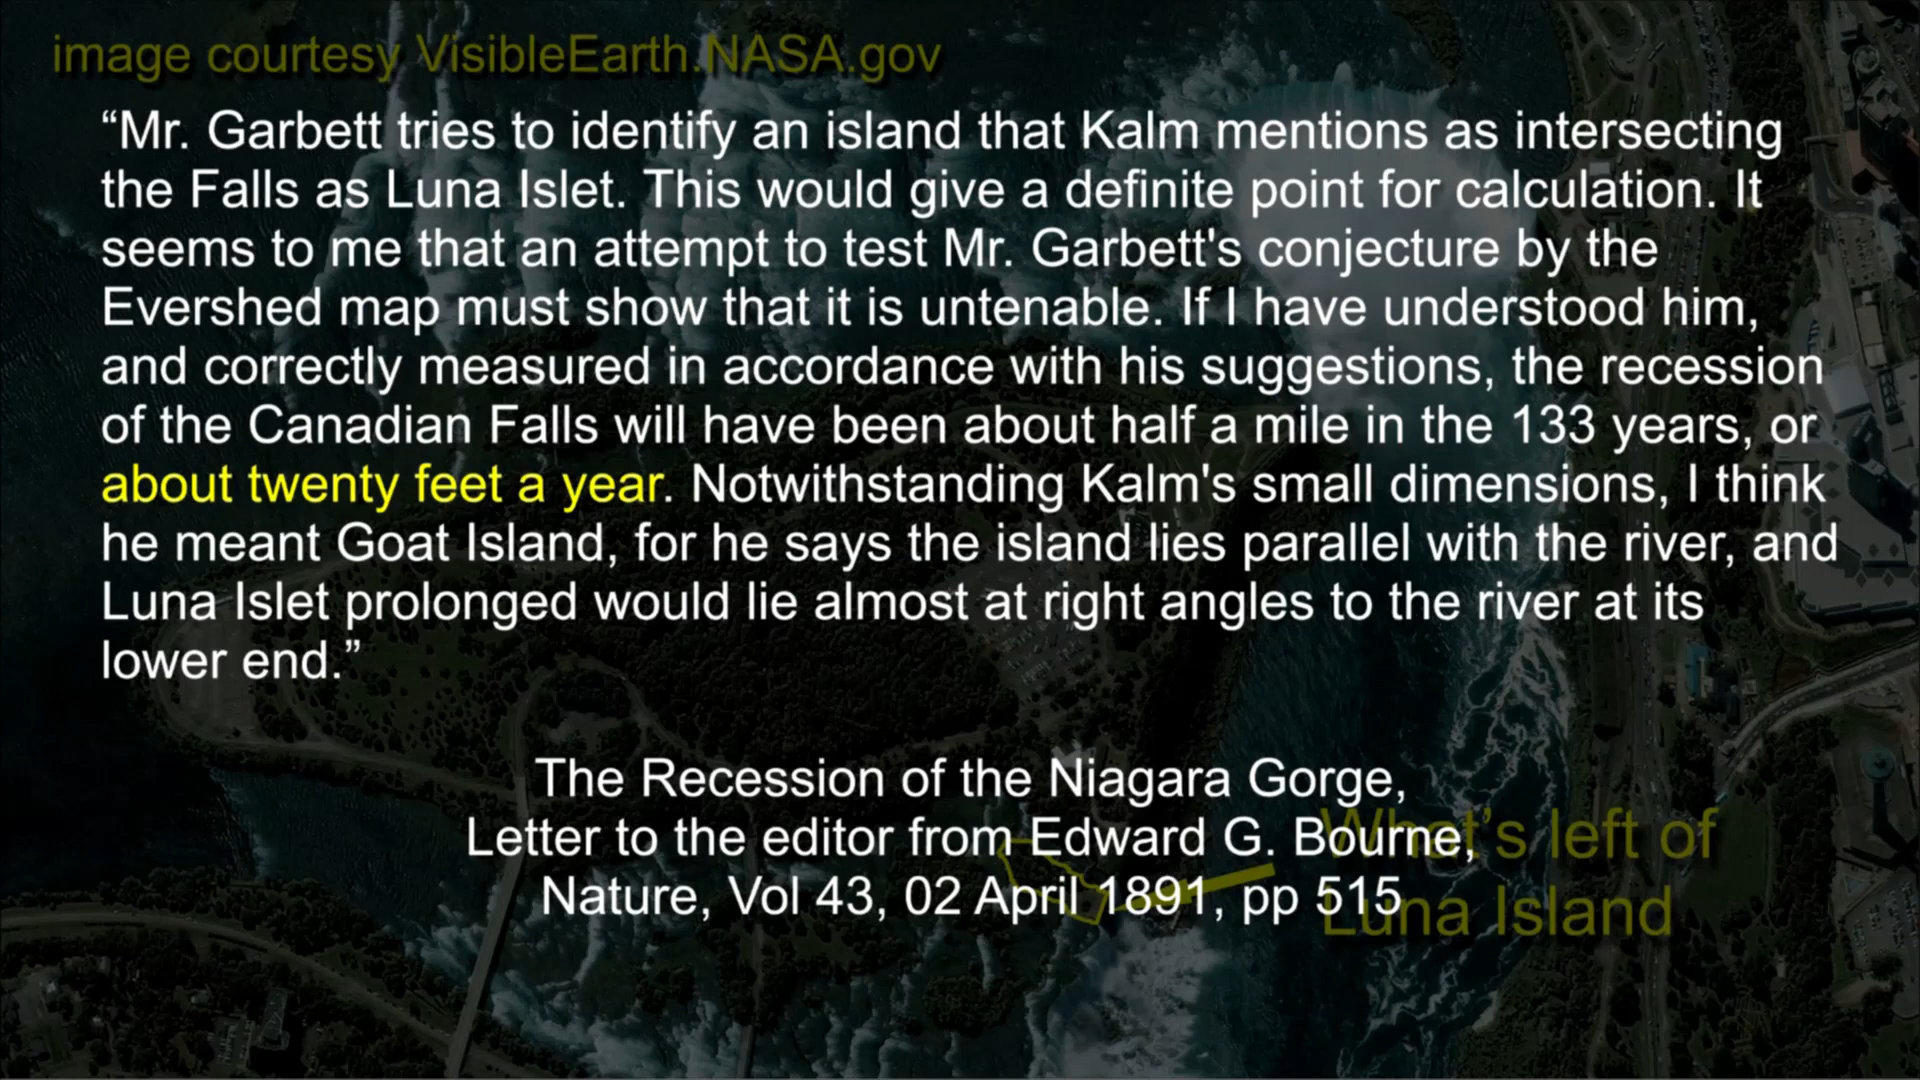 image courtesy VisibleEarth.NASA.gov
“Mr. Garbett tries to identify an island that Kalm mentions as intersecting
the Falls as Luna Islet. This would give a definite point for calculation. It
seems to me that an attempt to test Mr. Garbett's conjecture by the
Evershed map must show that it is untenable. If I have understood him,
and correctly measured in accordance with his suggestions, the recession
of the Canadian Falls will have been about half a mile in the 133 years, or
about twenty feet a year. Notwithstanding Kalm's small dimensions, I think
he meant Goat Island, for he says the island lies parallel with the river, and
Luna Islet prolonged would lie almost at right angles to the river at its
lower end.”
The Recession of the Niagara Gorge,
Letter to the editor from Edward G. Bourne,
Nature, Vol 43, 02 April 1891, pp 515
What’s left of
Luna Island